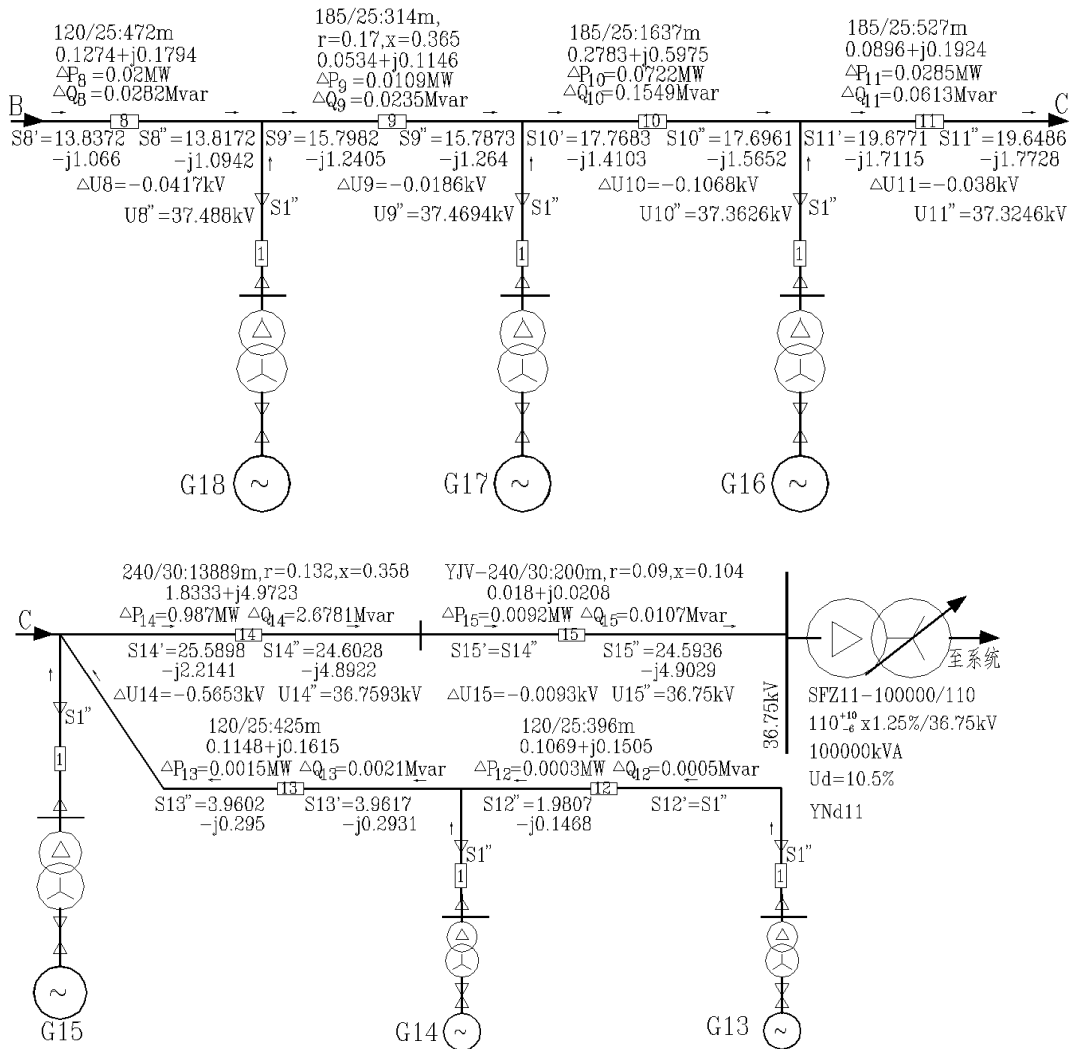 120/25:472m
0.1274+j0.1794
△P8=0.02MW
△Q8=0.0282Mvar
185/25:314m,
r=0.17,x=0.365
0.0534+j0.1146
△P9=0.0109MW
△Q9=0.0235Mvar
185/25:1637m
0.2783+j0.5975
△P10=0.0722MW
△Q10=0.1549Mvar
185/25:527m
0.0896+j0.1924
△P11=0.0285MW
△Q11=0.0613Mvar
B
8
9
10
11
C
S8'=13.8372
-j1.066
S8"=13.8172
-j1.0942
S9'=15.7982
-j1.2405
S9"=15.7873
-j1.264
S10'=17.7683
-j1.4103
S10"=17.6961
-j1.5652
S11'=19.6771
-j1.7115
S11"=19.6486
-j1.7728
△U8=-0.0417kV
U8"=37.488kV
△U9=-0.0186kV
U9"=37.4694kV
△U10=-0.1068kV
U10"=37.3626kV
△U11=-0.038kV
U11"=37.3246kV
S1"
S1"
S1"
1
1
1
G18
~
G17
~
G16
~
240/30:13889m,r=0.132,x=0.358
1.8333+j4.9723
△P14=0.987MW △Q14=2.6781Mvar
YJV-240/30:200m,r=0.09,x=0.104
0.018+j0.0208
△P15=0.0092MW △Q15=0.0107Mvar
C
14
15
S14'=25.5898
-j2.2141
S14"=24.6028
-j4.8922
S15'=S14"
S15"=24.5936
-j4.9029
△U14=-0.5653kV U14"=36.7593kV
△U15=-0.0093kV U15"=36.75kV
36.75kV
至系统
SFZ11-100000/110
110+10-6x1.25%/36.75kV
100000kVA
Ud=10.5%
YNd11
120/25:425m
0.1148+j0.1615
△P13=0.0015MW △Q13=0.0021Mvar
120/25:396m
0.1069+j0.1505
△P12=0.0003MW △Q12=0.0005Mvar
13
12
S13"=3.9602
-j0.295
S13'=3.9617
-j0.2931
S12"=1.9807
-j0.1468
S12'=S1"
S1"
S1"
S1"
1
1
1
~
G15
G14
~
G13
~